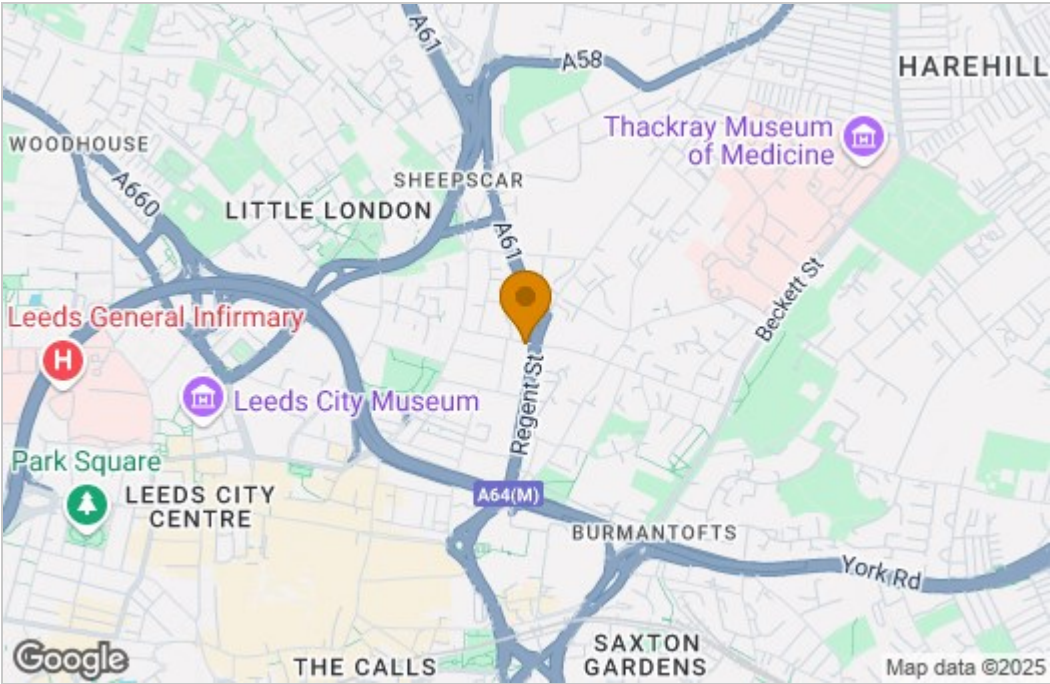 A61
A58
HAREHILL
Thackray Museum
of Medicine
WOODHOUSE
SHEEPSCAR
A660
LITTLE LONDON
A61
Beckett St
Leeds General Infirmary
H
Regent St
Leeds City Museum
Park Square
LEEDS CITY
CENTRE
A64(M)
BURMANTOFTS
York Rd
SAXTON
GARDENS
THE CALLS
Google
Map data ©2025